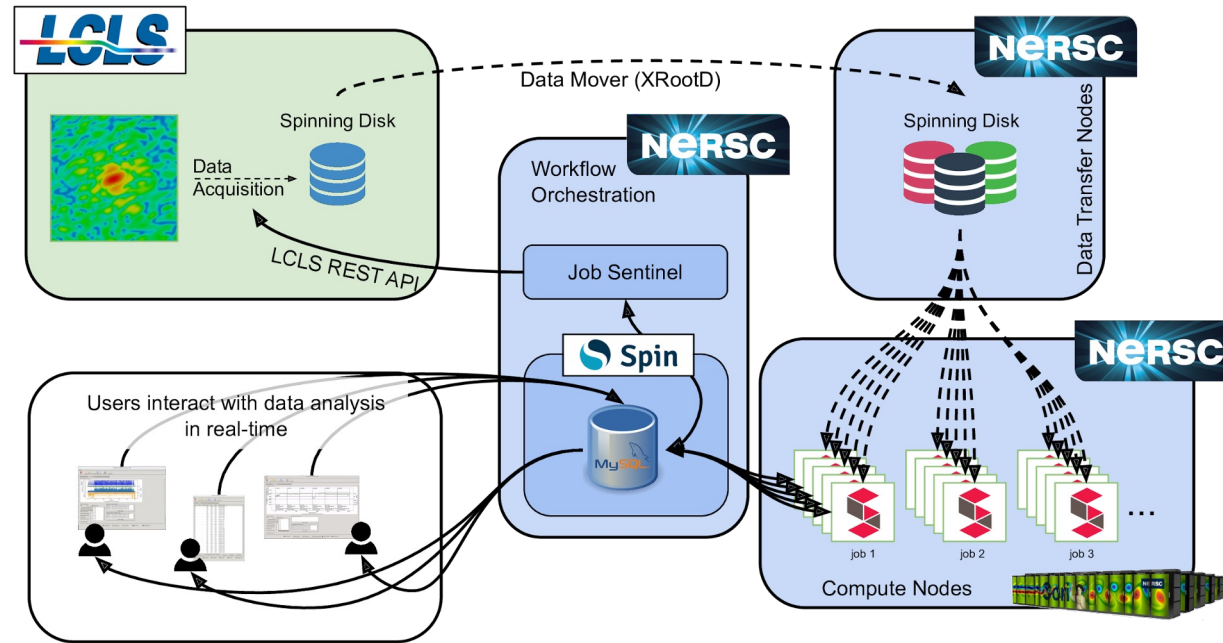 LCLS
NERSC
Data Mover (XRootD)
Spinning Disk
Data
Acquisition
LCLS REST API
NERSC
Workflow
Orchestration
Job Sentinel
Spin
MySQL
Spinning Disk
Data Transfer Nodes
NERSC
Users interact with data analysis
in real-time
job 1
job 2
job 3
...
Compute Nodes
cori
NERSC